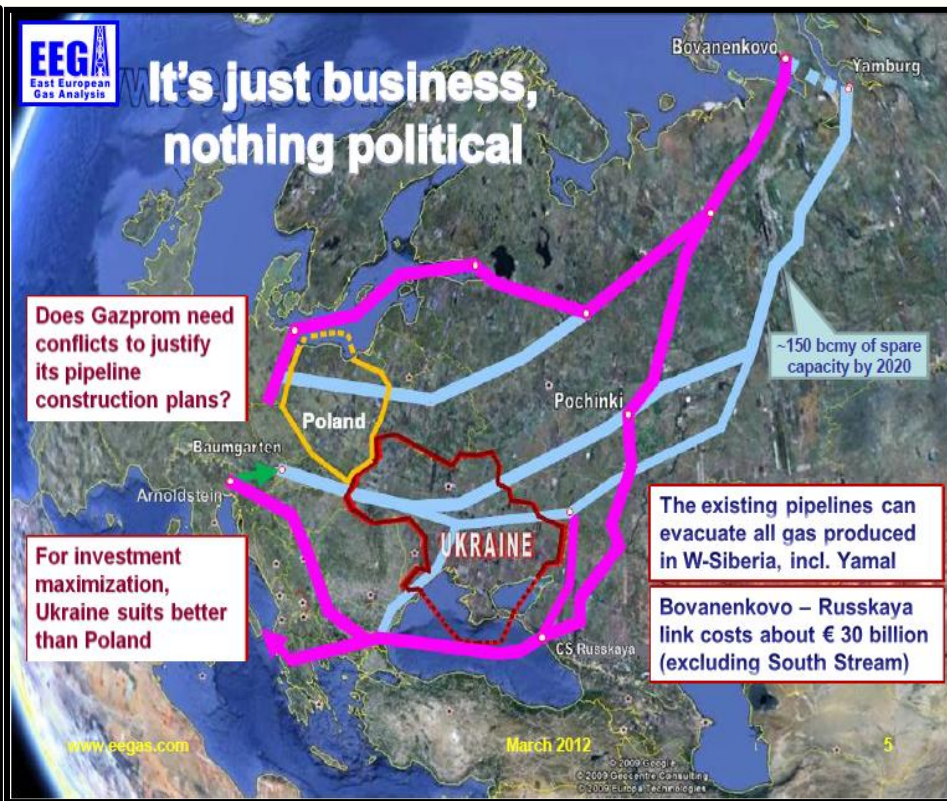 EEGA
East European
Gas Analysis
www.eegas.com
It's just business,
nothing political
Bovanenkovo
Yamburg
Does Gazprom need
conflicts to justify
its pipeline
construction plans?
~150 bcmy of spare
capacity by 2020
Poland
Pochinki
Baumgarten
Arnoldstein
UKRAINE
The existing pipelines can
evacuate all gas produced
in W-Siberia, incl. Yamal
For investment
maximization,
Ukraine suits better
than Poland
Bovanenkovo – Russkaya
link costs about € 30 billion
(excluding South Stream)
CS Russkaya
www.eegas.com
March 2012
5
© 2009 Google
© 2009 Geocentre Consulting
© 2009 Europa Technologies